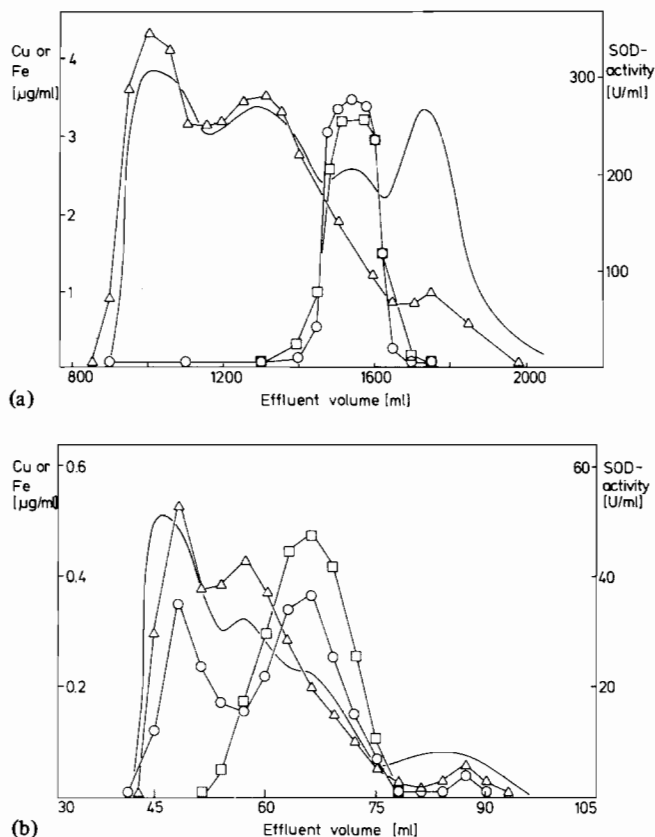 Cu or
Fe
[µg/ml]
4
3
2
1
SOD-
activity
[U/ml]
300
200
100
800
1200
1600
2000
Effluent volume [ml]
(a)
Cu or
Fe
[µg/ml]
0.6
0.4
0.2
SOD-
activity
[U/ml]
60
40
20
30
45
60
75
90
105
Effluent volume [ml]
(b)